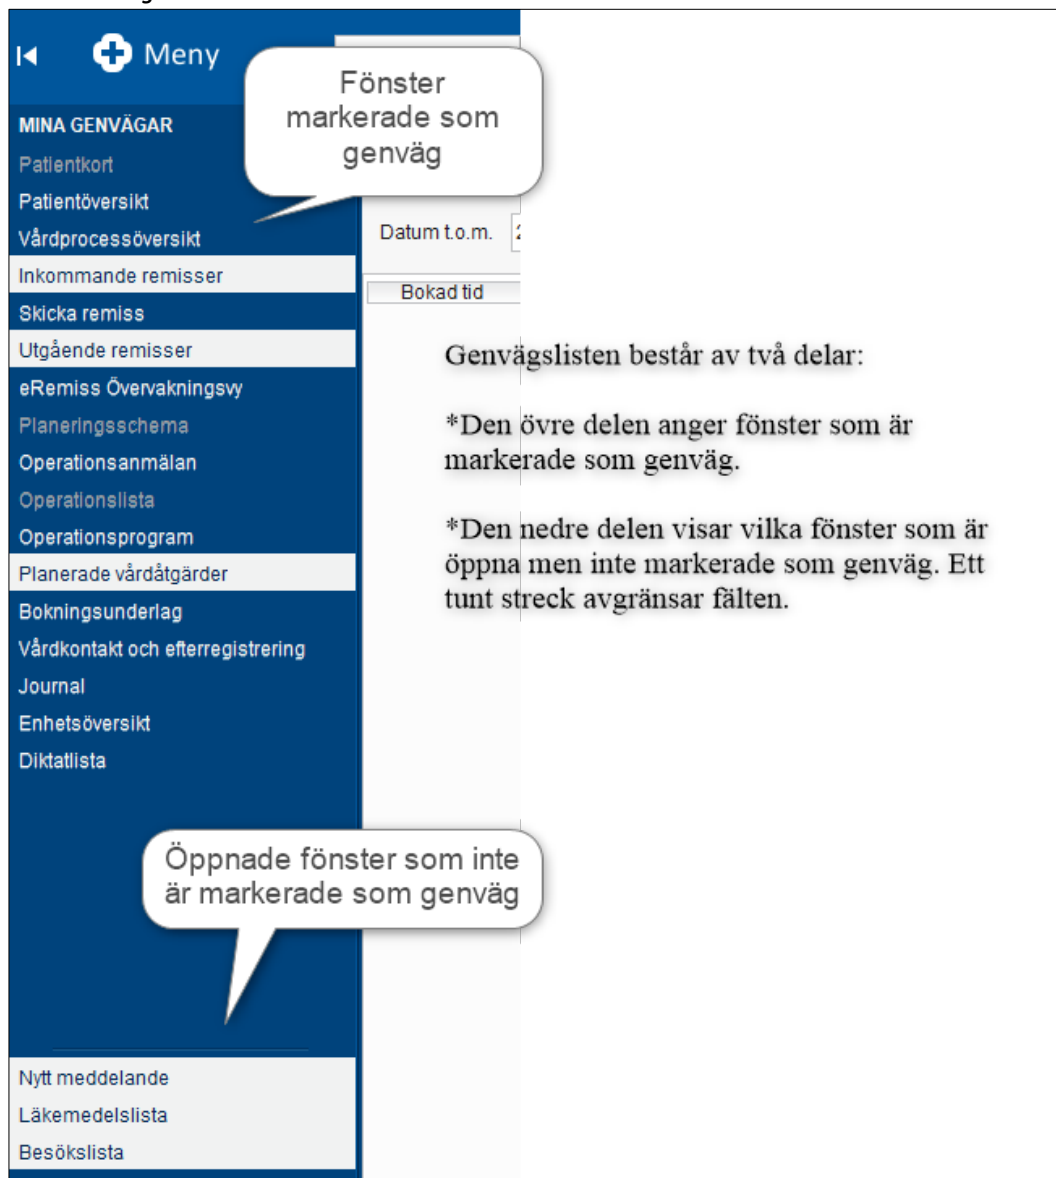 Meny
Fönster
markerade som
genväg
MINA GENVÄGAR
Patientkort
Patientöversikt
Vårdprocessöversikt
Inkommande remisser
Skicka remiss
Utgående remisser
eRemiss Övervakningsvy
Planeringsschema
Operationsanmälan
Operationslista
Operationsprogram
Planerade vårdåtgärder
Bokningsunderlag
Vårdkontakt och efterregistrering
Journal
Enhetsöversikt
Diktatlista
Datum t.o.m.
Bokad tid
Genvägslisten består av två delar:
*Den övre delen anger fönster som är
markerade som genväg.
*Den nedre delen visar vilka fönster som är
öppna men inte markerade som genväg. Ett
tunt streck avgränsar fälten.
Öppnade fönster som inte
är markerade som genväg
Nytt meddelande
Läkemedelslista
Besökslista